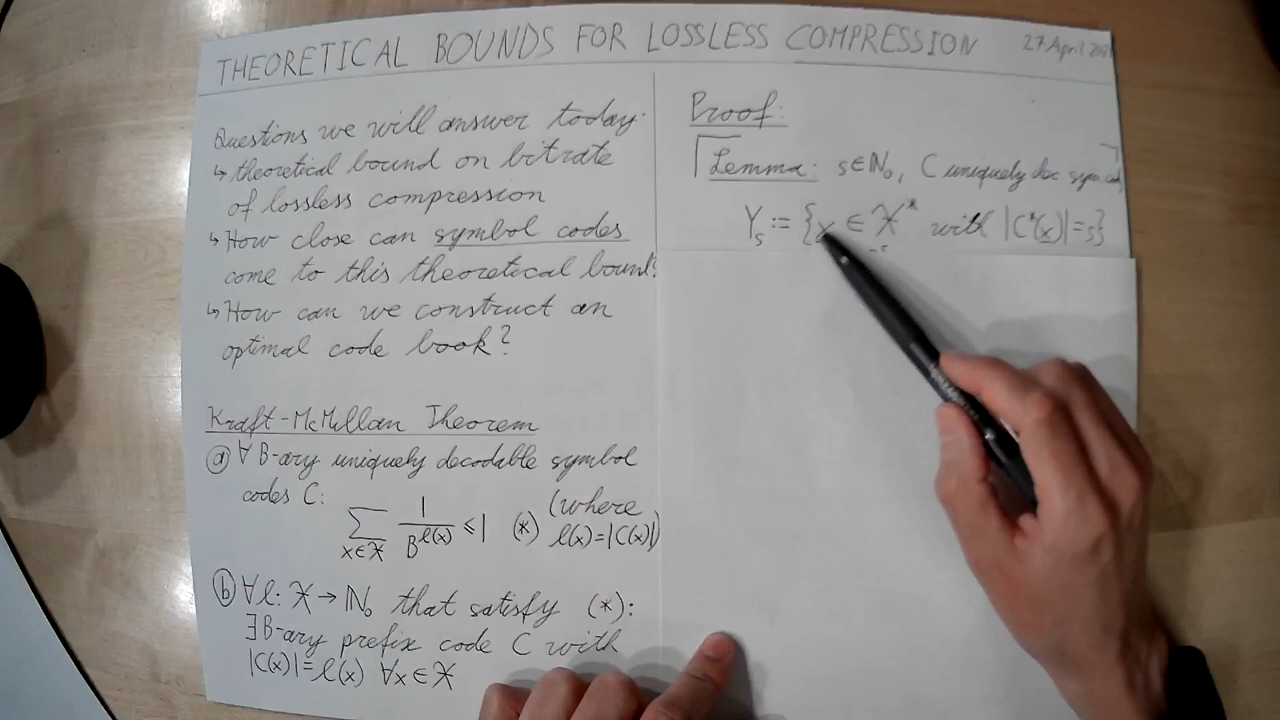 THEORETICAL BOUNDS FOR LOSSLESS COMPRESSION
27 April
Questions we will answer today:
↳ theoretical bound on bitrate
of lossless compression
↳ How close can symbol codes
come to this theoretical bound?
↳ How can we construct an
optimal code book?
Kraft-McMillan Theorem
ⓐ ∀ B-ary uniquely decodable symbol
codes C:
∑_{x∈𝒳} 1/B^{ℓ(x)} ≤ 1 (*) (where ℓ(x)=|C(x)|)
ⓑ ∀ℓ: 𝒳 → ℕ₀ that satisfy (*):
∃ B-ary prefix code C with
|C(x)| = ℓ(x) ∀x ∈ 𝒳
Proof:
Lemma: s∈ℕ₀, C uniquely dec
Y_s := {x ∈ 𝒳* with |C*(x)|=s}